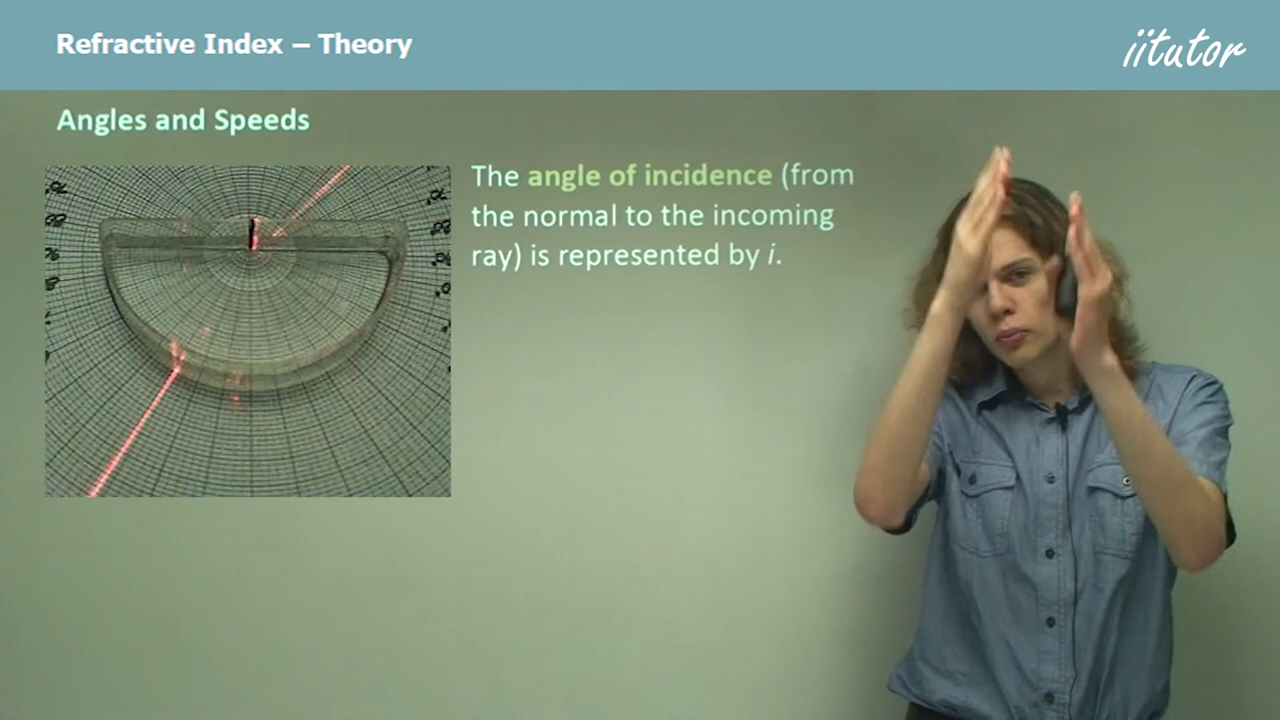 Refractive Index – Theory
iitutor
Angles and Speeds
The angle of incidence (from
the normal to the incoming
ray) is represented by i.